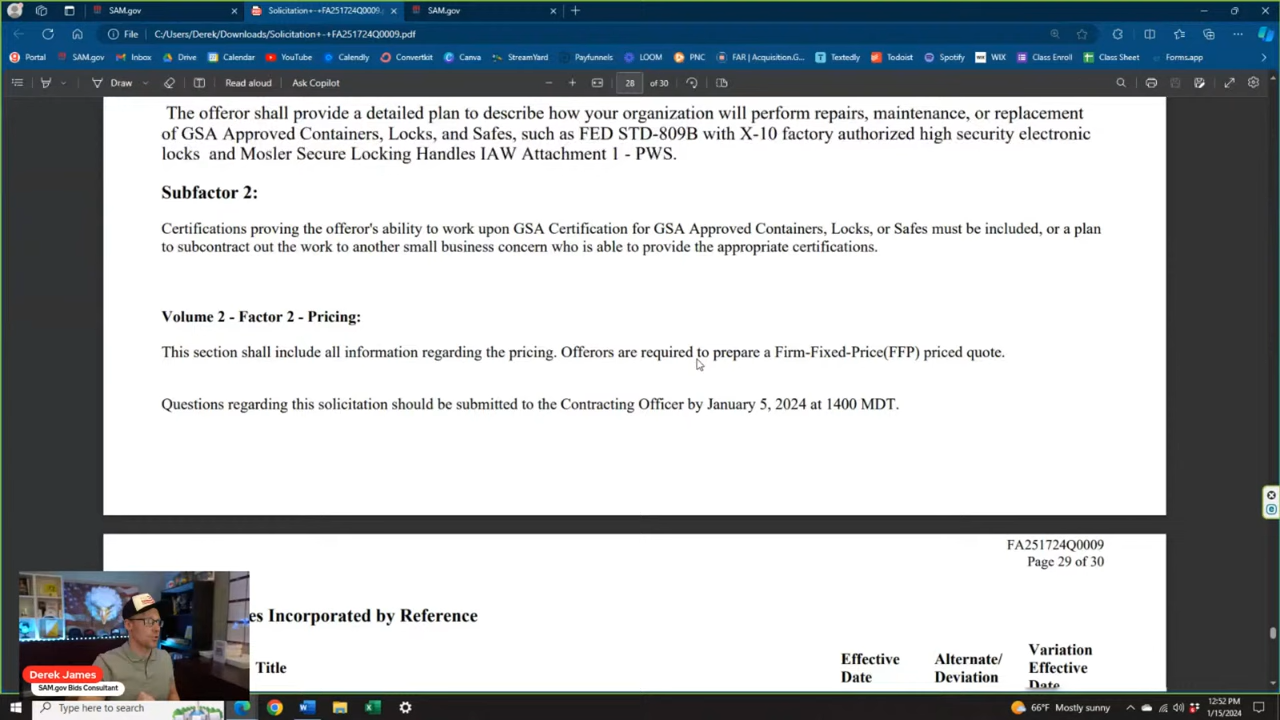 SAM.gov
Solicitation+-+FA251724Q0009.
SAM.gov
File
C:/Users/Derek/Downloads/Solicitation+-+FA251724Q0009.pdf
Portal SAM.gov Inbox Drive Calendar YouTube Calendly Convertkit Canva StreamYard Payfunnels LOOM PNC FAR | Acquisition.G... Textedly Todoist Spotify WIX Class Enroll Class Sheet Forms.app
Draw Read aloud Ask Copilot 28 of 30
The offeror shall provide a detailed plan to describe how your organization will perform repairs, maintenance, or replacement
of GSA Approved Containers, Locks, and Safes, such as FED STD-809B with X-10 factory authorized high security electronic
locks and Mosler Secure Locking Handles IAW Attachment 1 - PWS.
Subfactor 2:
Certifications proving the offeror's ability to work upon GSA Certification for GSA Approved Containers, Locks, or Safes must be included, or a plan
to subcontract out the work to another small business concern who is able to provide the appropriate certifications.
Volume 2 - Factor 2 - Pricing:
This section shall include all information regarding the pricing. Offerors are required to prepare a Firm-Fixed-Price(FFP) priced quote.
Questions regarding this solicitation should be submitted to the Contracting Officer by January 5, 2024 at 1400 MDT.
FA251724Q0009
Page 29 of 30
es Incorporated by Reference
Title
Effective
Date
Alternate/
Deviation
Variation
Effective
Date
Derek James
SAM.gov Bids Consultant
Type here to search
66°F Mostly sunny
12:52 PM
1/15/2024